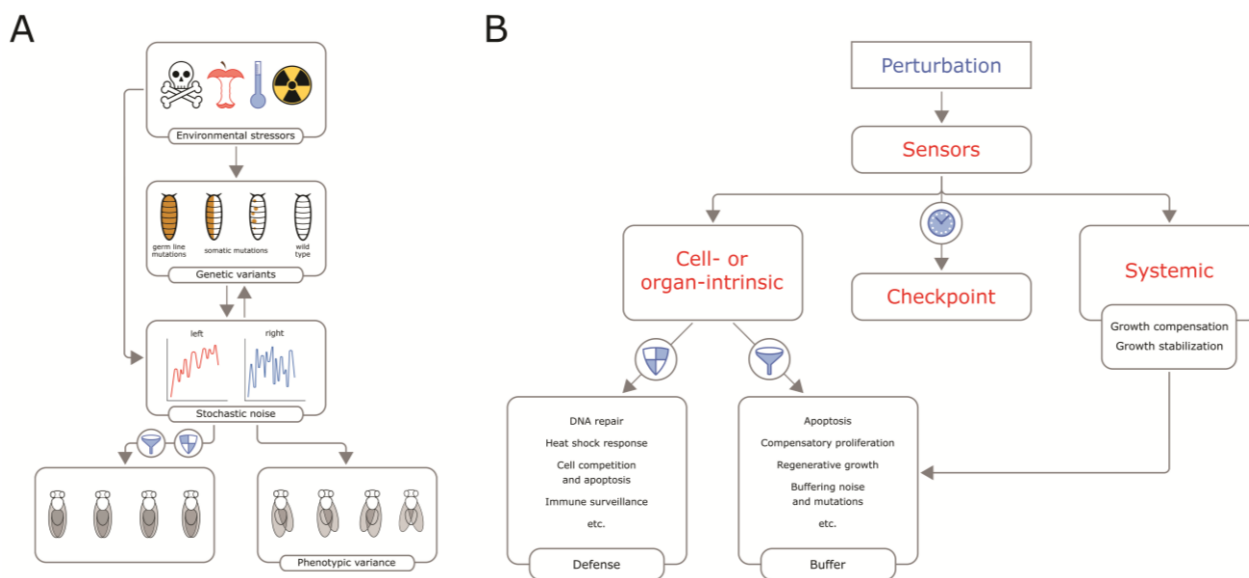 A
Environmental stressors
germ line
mutations
somatic mutations
wild
type
Genetic variants
left
right
Stochastic noise
Phenotypic variance
B
Perturbation
Sensors
Cell- or
organ-intrinsic
Checkpoint
Systemic
Growth compensation
Growth stabilization
DNA repair
Heat shock response
Cell competition
and apoptosis
Immune surveillance
etc.
Defense
Apoptosis
Compensatory proliferation
Regenerative growth
Buffering noise
and mutations
etc.
Buffer